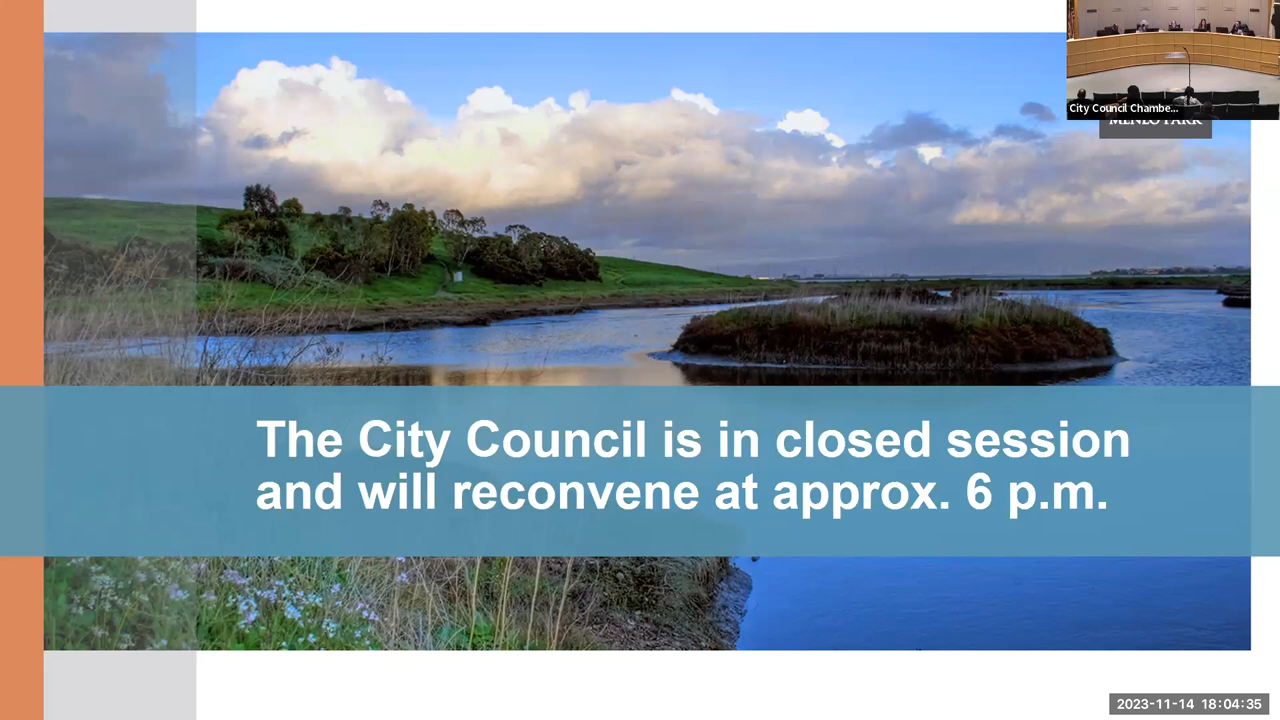 City Council Chambe...
MENLO PARK
The City Council is in closed session
and will reconvene at approx. 6 p.m.
2023-11-14 18:04:35